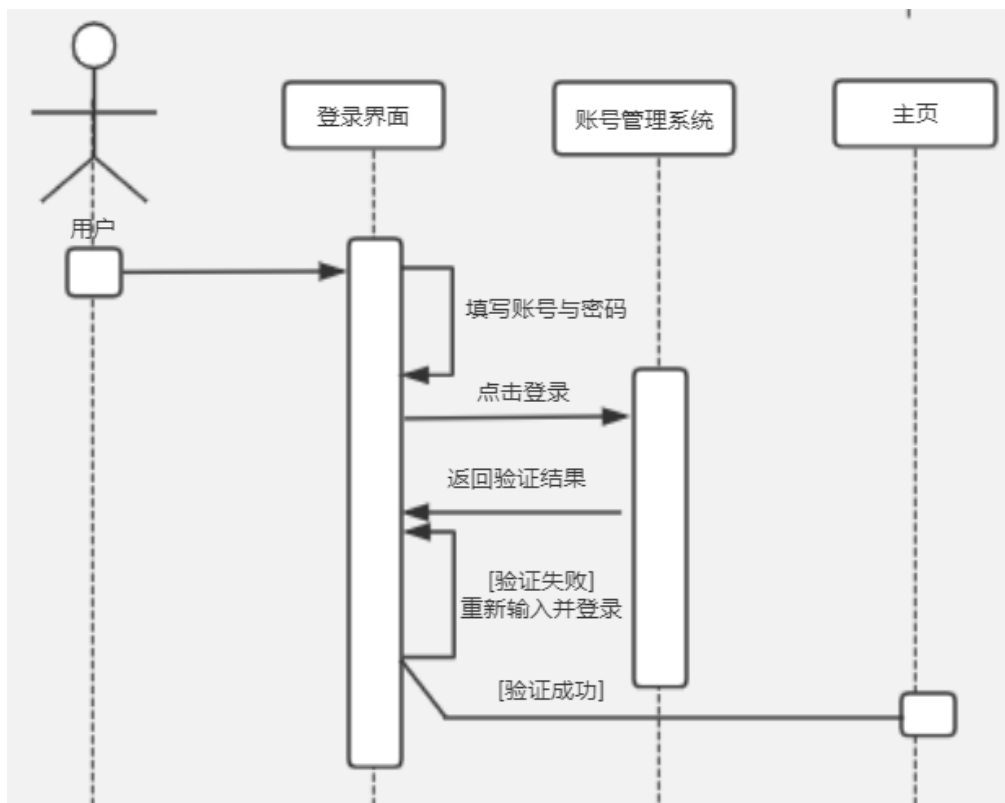 登录界面
账号管理系统
主页
用户
填写账号与密码
点击登录
返回验证结果
[验证失败]
重新输入并登录
[验证成功]